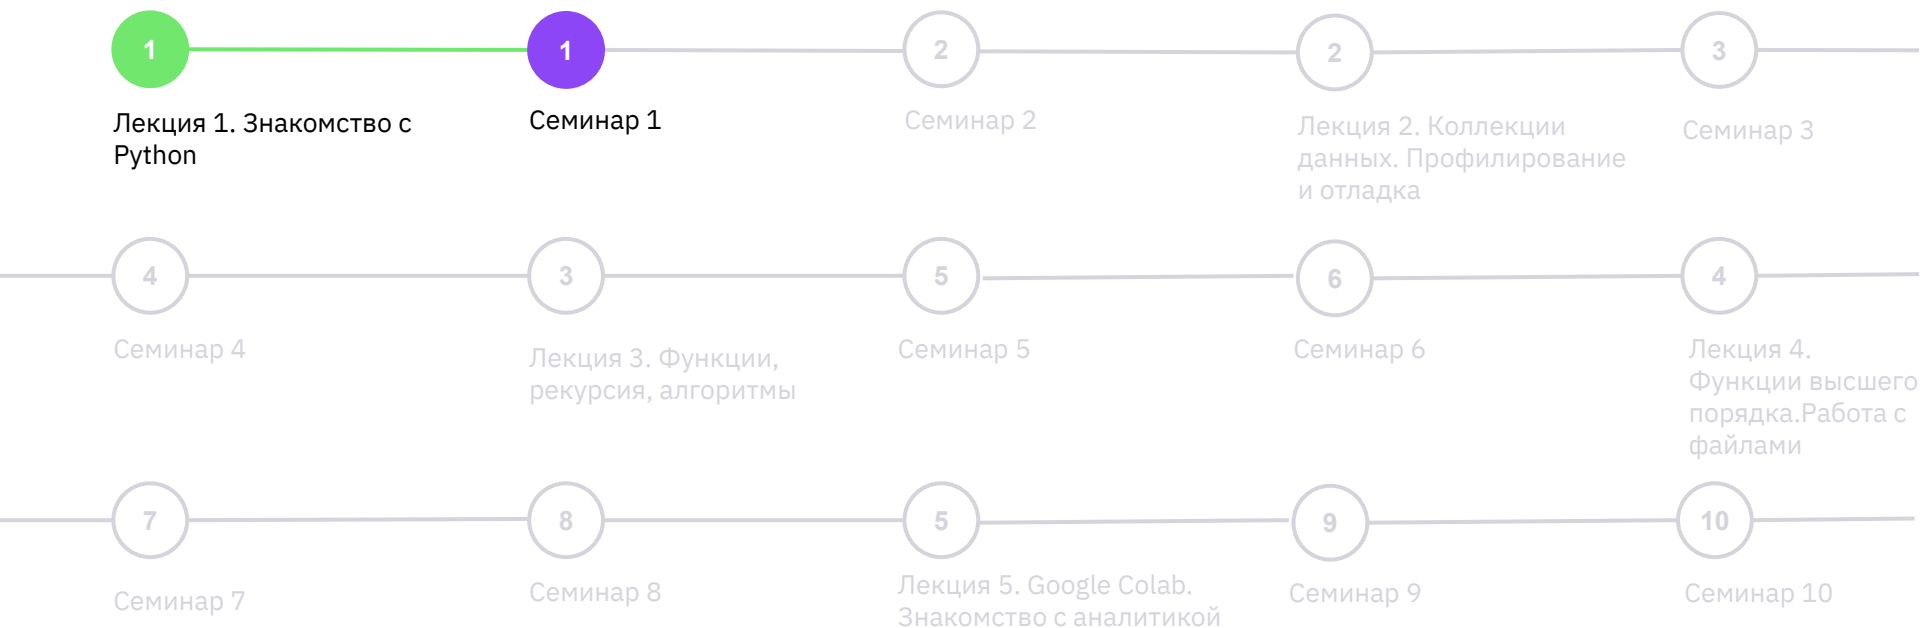 1
1
2
2
3
Лекция 1. Знакомство с
Python
Семинар 1
Семинар 2
Лекция 2. Коллекции
данных. Профилирование
и отладка
Семинар 3
4
3
5
6
4
Семинар 4
Лекция 3. Функции,
рекурсия, алгоритмы
Семинар 5
Семинар 6
Лекция 4.
Функции высшего
порядка.Работа с
файлами
7
8
5
9
10
Семинар 7
Семинар 8
Лекция 5. Google Colab.
Знакомство с аналитикой
Семинар 9
Семинар 10